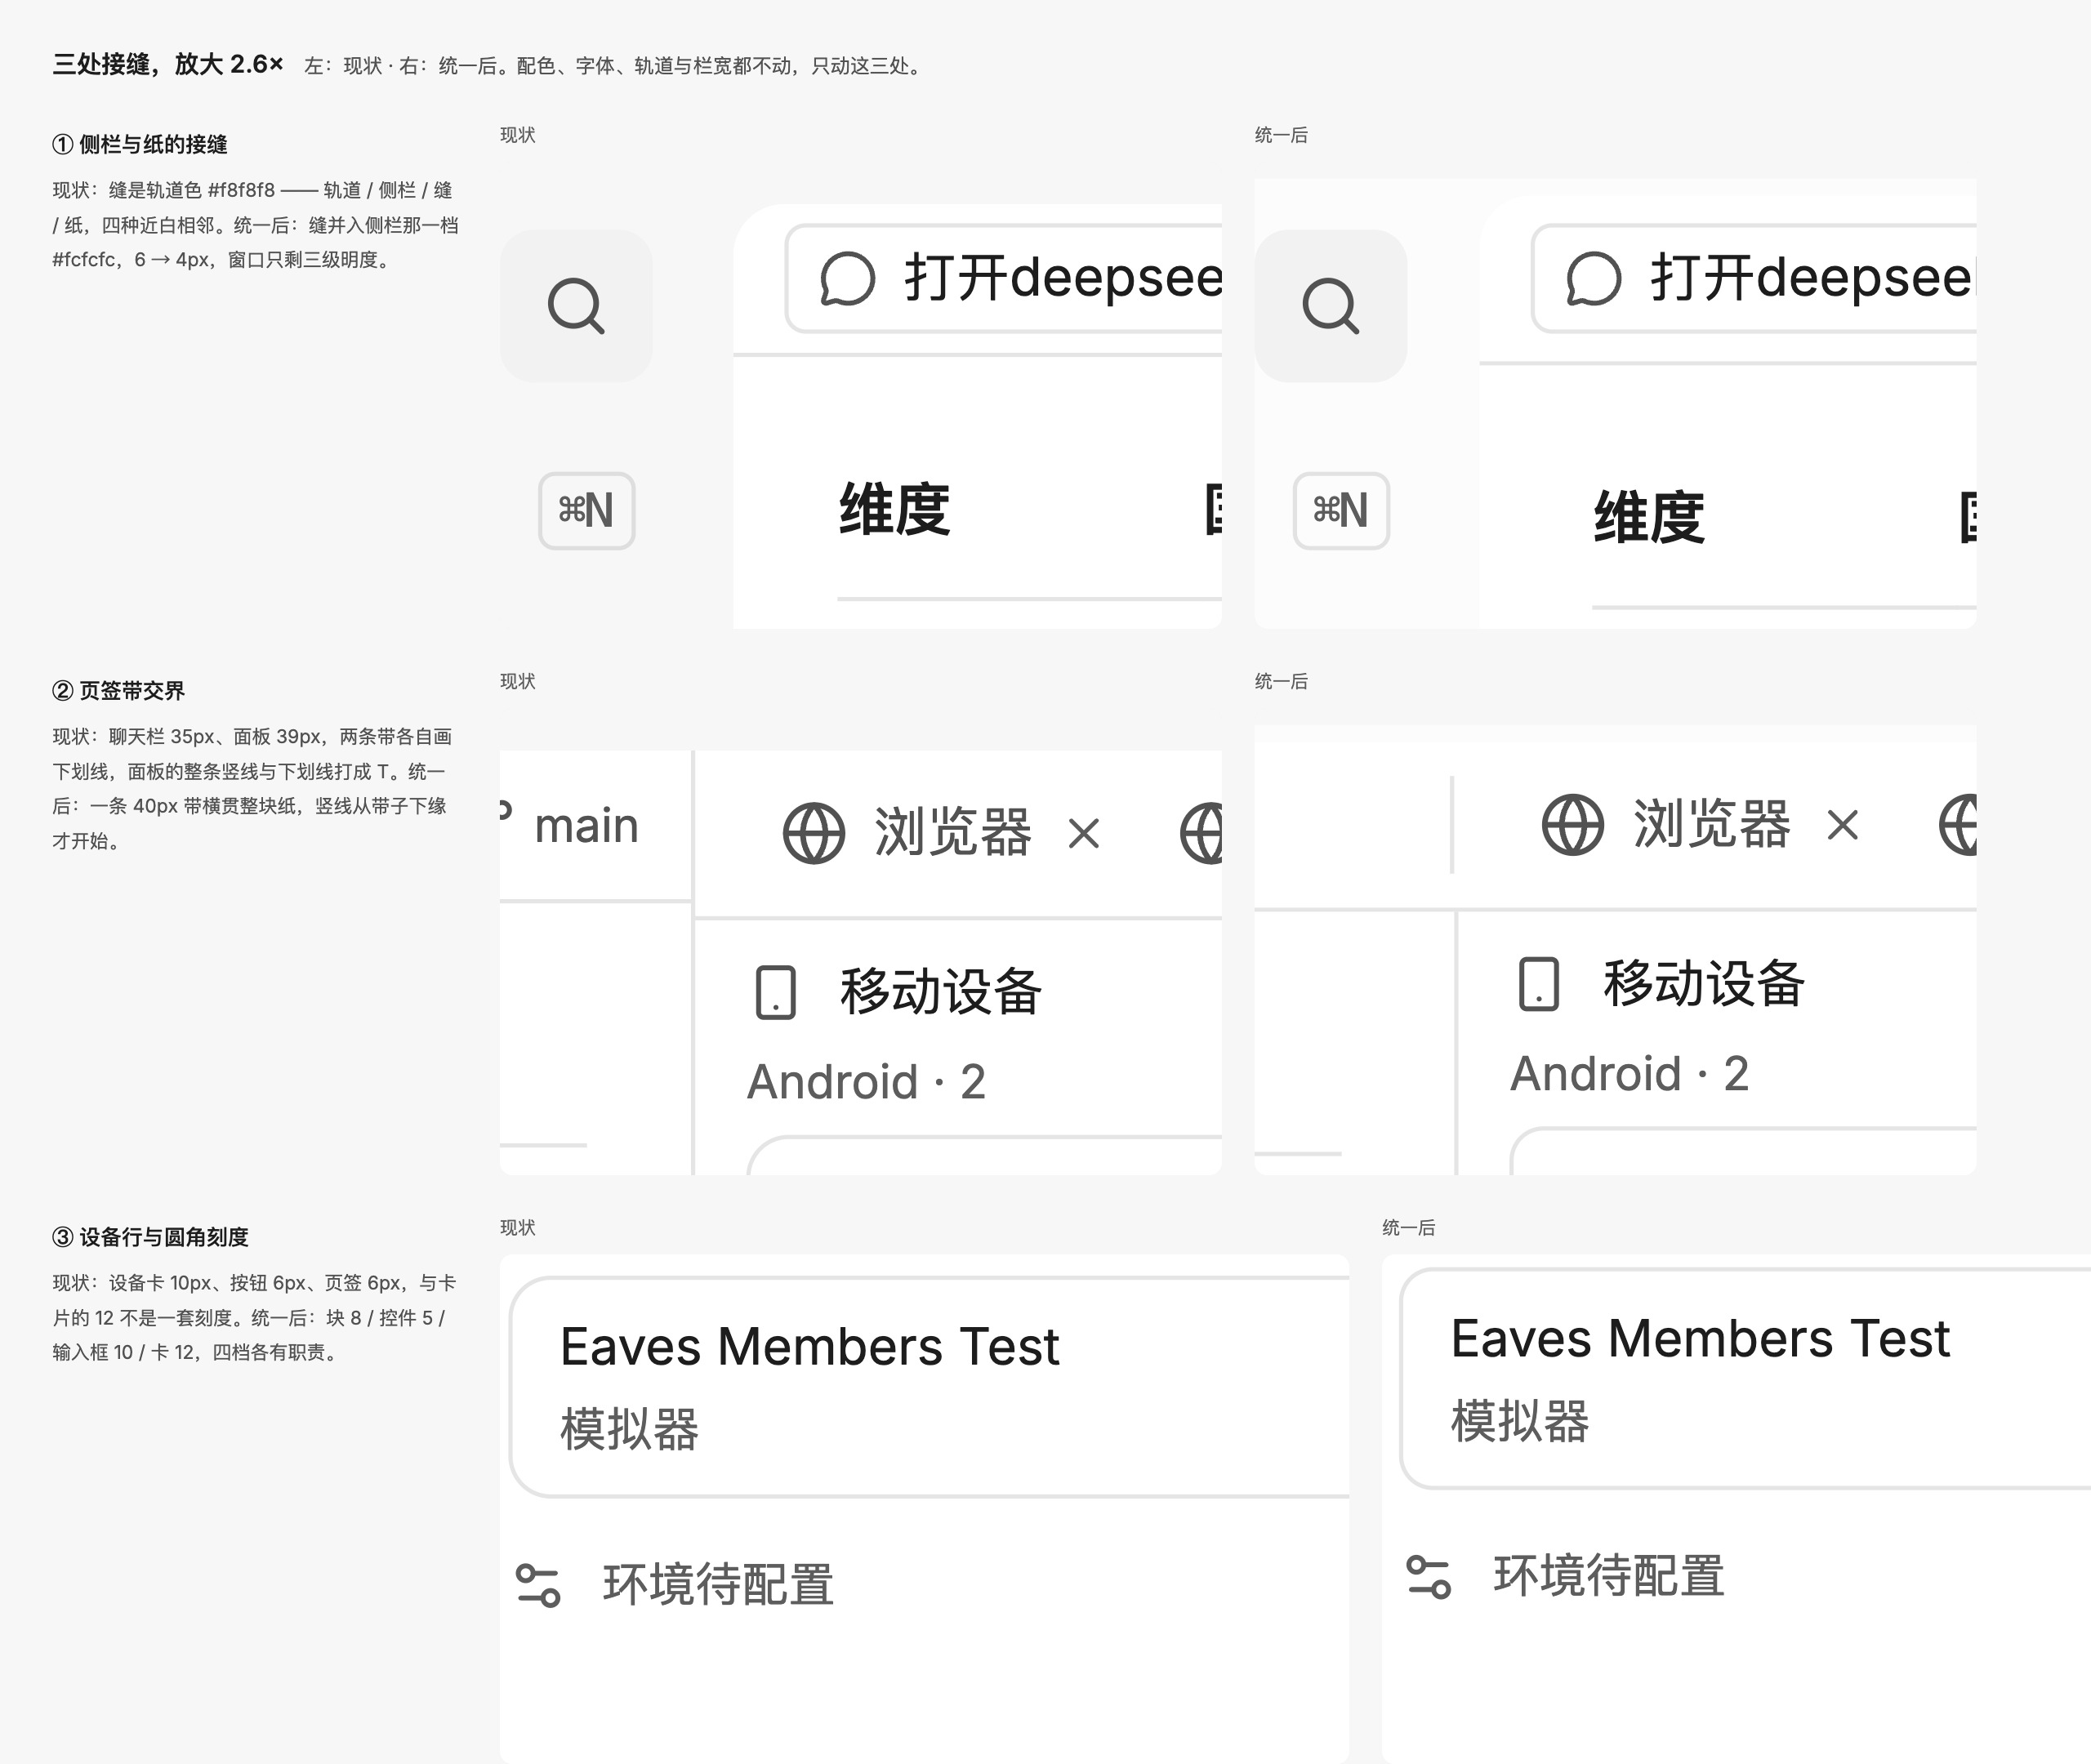 三处接缝，放大 2.6× 左：现状 · 右：统一后。配色、字体、轨道与栏宽都不动，只动这三处。
① 侧栏与纸的接缝
现状：缝是轨道色 #f8f8f8 —— 轨道 / 侧栏 / 缝
/ 纸，四种近白相邻。统一后：缝并入侧栏那一档
#fcfcfc，6 → 4px，窗口只剩三级明度。
现状
打开deepsee
⌘N
维度
统一后
打开deepseek
⌘N
维度
② 页签带交界
现状：聊天栏 35px、面板 39px，两条带各自画
下划线，面板的整条竖线与下划线打成 T。统一
后：一条 40px 带横贯整块纸，竖线从带子下缘
才开始。
现状
main
浏览器 ×
移动设备
Android · 2
统一后
浏览器 ×
移动设备
Android · 2
③ 设备行与圆角刻度
现状：设备卡 10px、按钮 6px、页签 6px，与卡
片的 12 不是一套刻度。统一后：块 8 / 控件 5 /
输入框 10 / 卡 12，四档各有职责。
现状
Eaves Members Test
模拟器
环境待配置
统一后
Eaves Members Test
模拟器
环境待配置